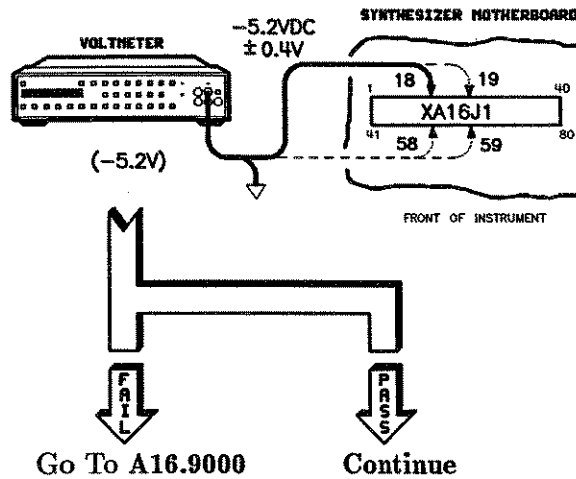 SYNTHESIZER MOTHERBOARD
−5.2VDC
± 0.4V
VOLTMETER
18
19
1
40
XA16J1
41
58
59
80
(−5.2V)
FRONT OF INSTRUMENT
FAIL
PASS
Go To A16.9000
Continue